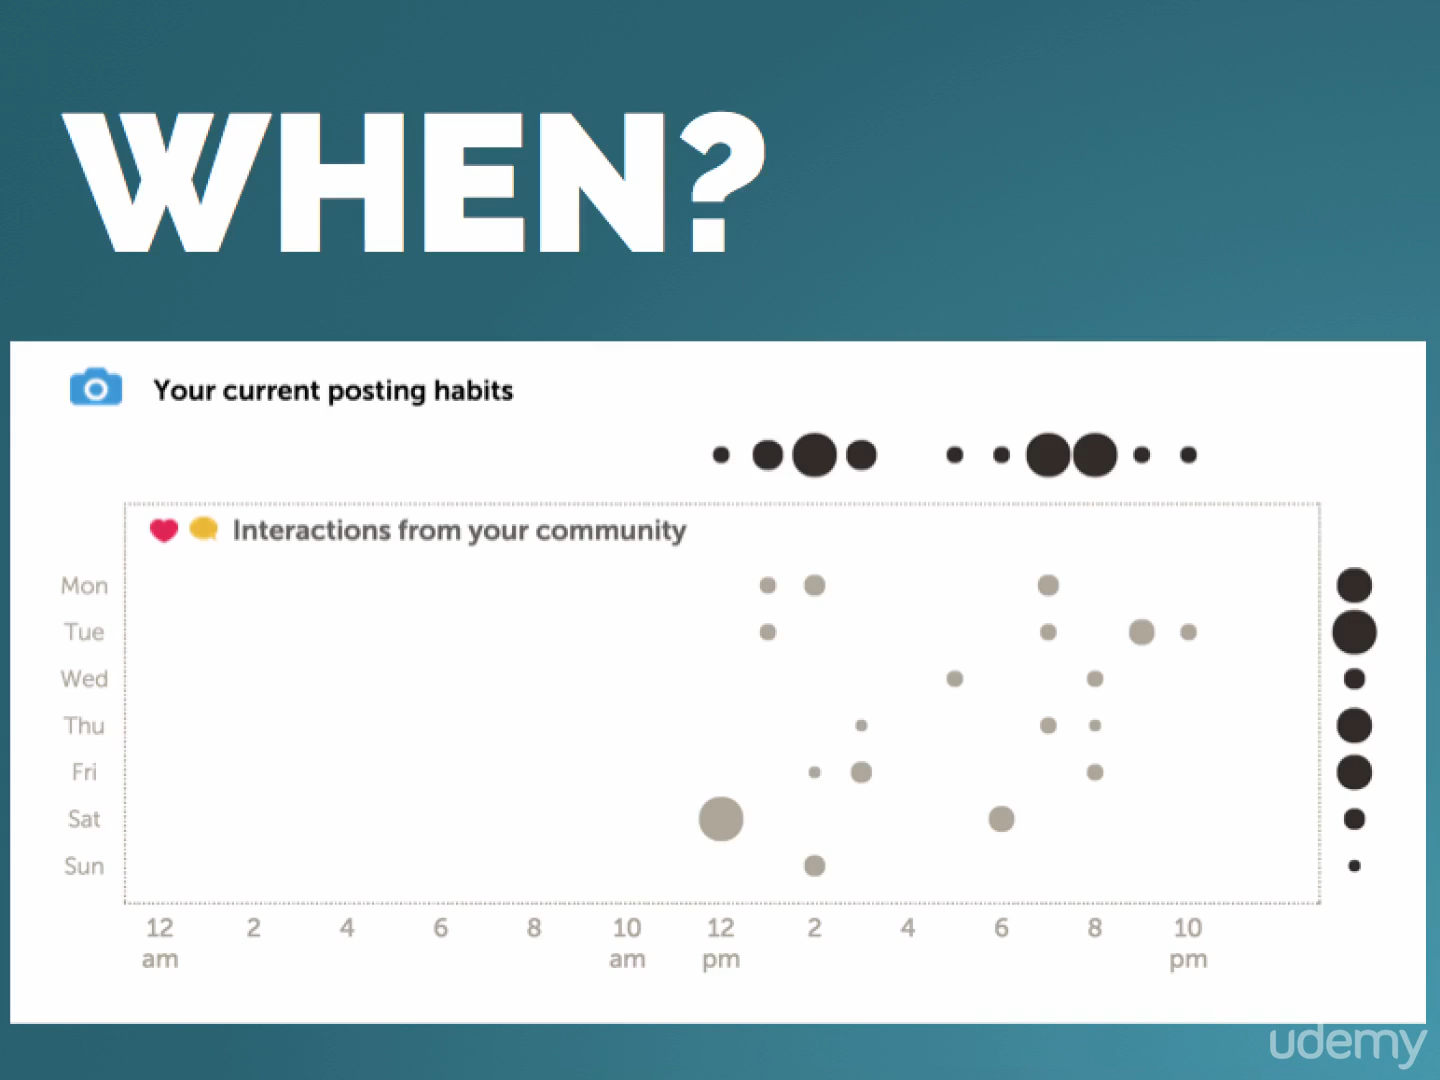 WHEN?
Your current posting habits
Interactions from your community
Mon
Tue
Wed
Thu
Fri
Sat
Sun
12 2 4 6 8 10 12 2 4 6 8 10
am am pm pm
udemy